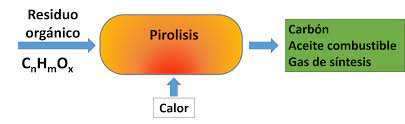 Residuo
orgánico
CnHmOx
Pirolisis
Calor
Carbón
Aceite combustible
Gas de síntesis